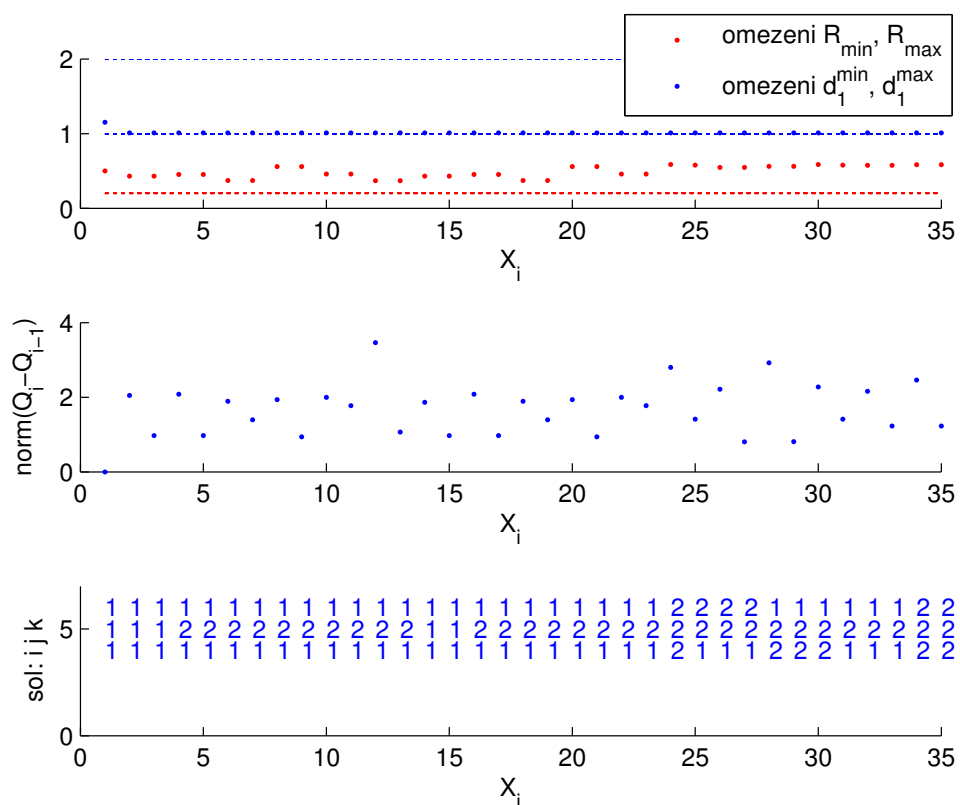 omezeni R_min, R_max
omezeni d_1^min, d_1^max
2
1
0
0 5 10 15 20 25 30 35
X_i
norm(Q_i−Q_i−1)
4
2
0
0 5 10 15 20 25 30 35
X_i
sol: i j k
5
0
1 1 1 1 1 1 1 1 1 1 1 1 1 1 1 1 1 1 1 1 1 1 1 2 2 2 2 1 1 1 1 1 1 2 2
1 1 1 2 2 2 2 2 2 2 2 2 2 1 1 2 2 2 2 2 2 2 2 2 2 2 2 2 2 2 2 2 2 2 2
1 1 1 1 1 1 1 1 1 1 1 1 1 1 1 1 1 1 1 1 1 1 1 2 1 1 1 2 2 2 1 1 1 2 2
0 5 10 15 20 25 30 35
X_i